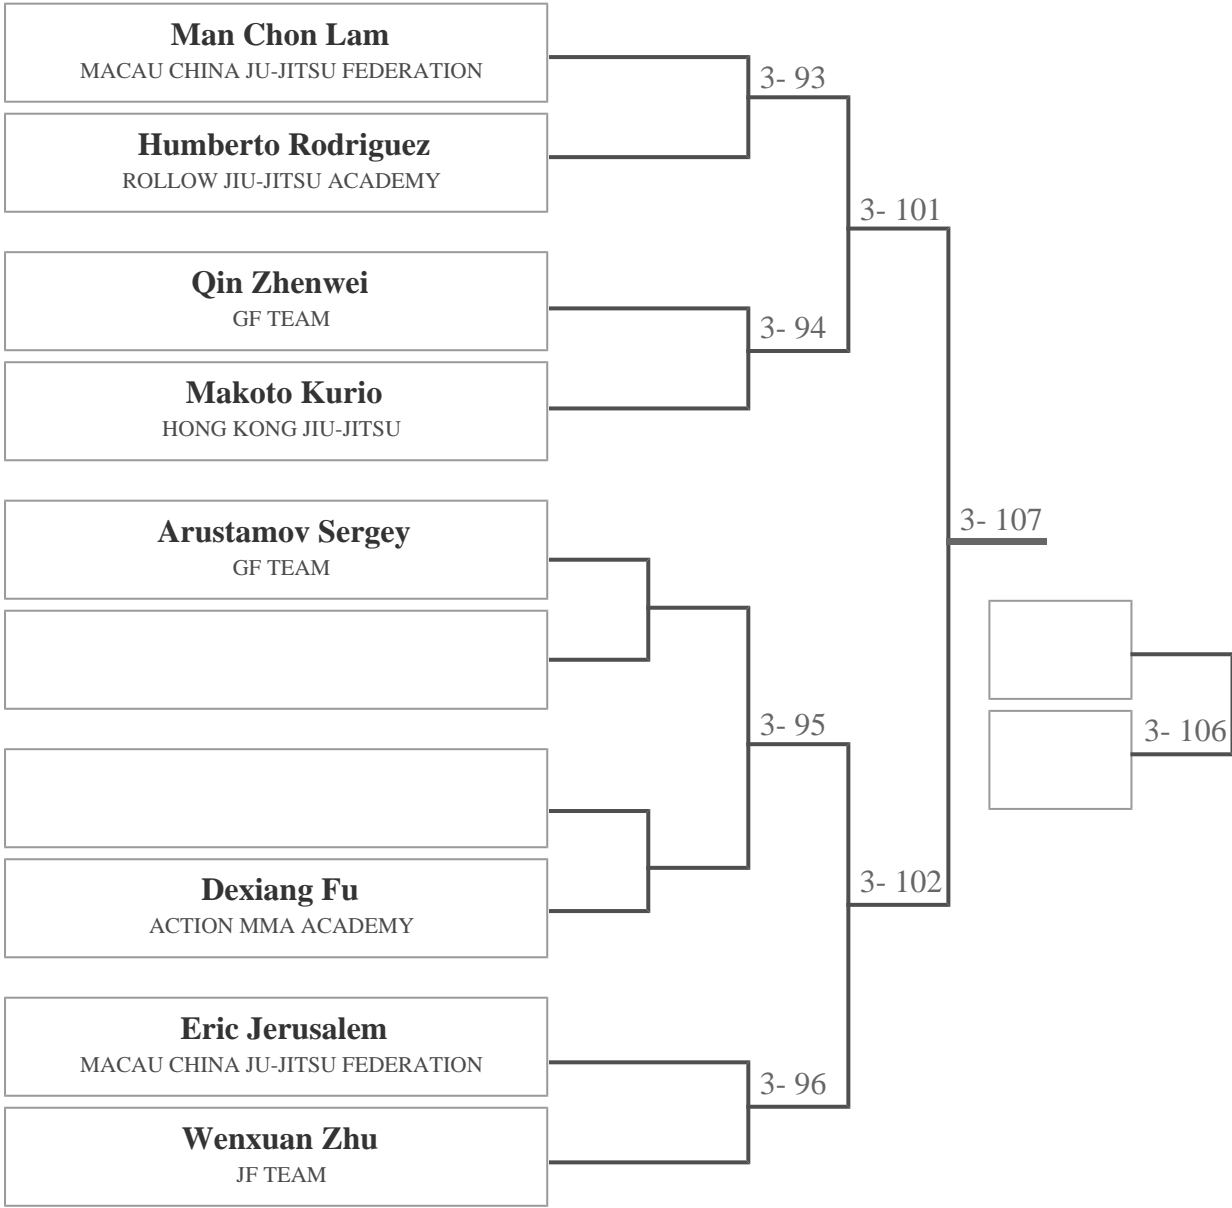 Man Chon Lam
MACAU CHINA JU-JITSU FEDERATION
3- 93
Humberto Rodriguez
ROLLOW JIU-JITSU ACADEMY
3- 101
Qin Zhenwei
GF TEAM
3- 94
Makoto Kurio
HONG KONG JIU-JITSU
Arustamov Sergey
GF TEAM
3- 107
3- 95
3- 106
Dexiang Fu
ACTION MMA ACADEMY
3- 102
Eric Jerusalem
MACAU CHINA JU-JITSU FEDERATION
3- 96
Wenxuan Zhu
JF TEAM